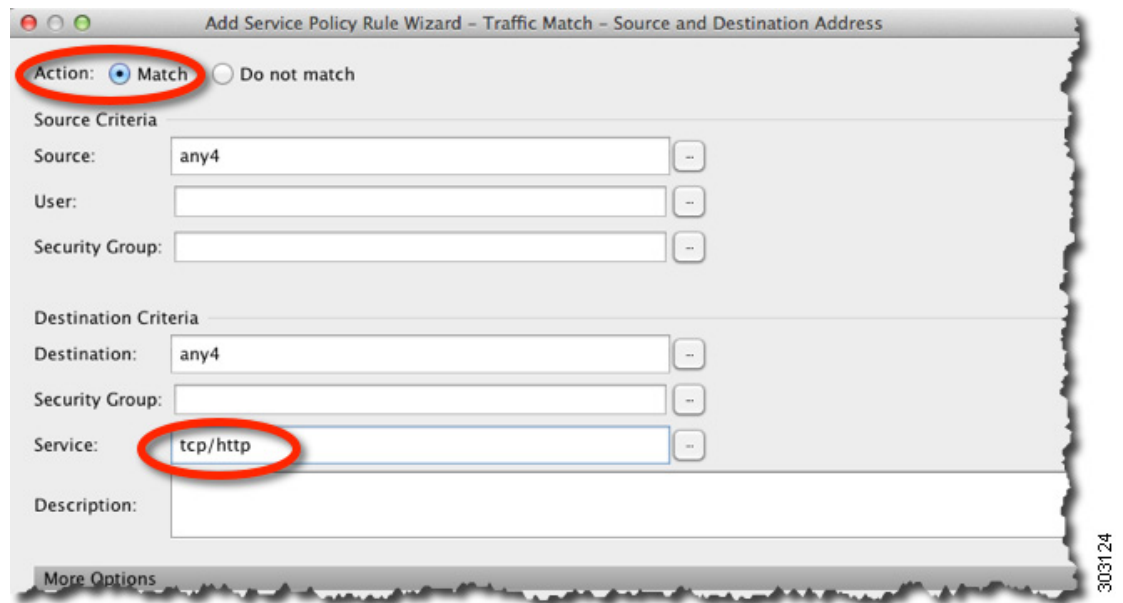 Add Service Policy Rule Wizard – Traffic Match – Source and Destination Address
Action: Match Do not match
Source Criteria
Source: any4 ...
User: ...
Security Group: ...
Destination Criteria
Destination: any4 ...
Security Group: ...
Service: tcp/http ...
Description:
More Options
303124